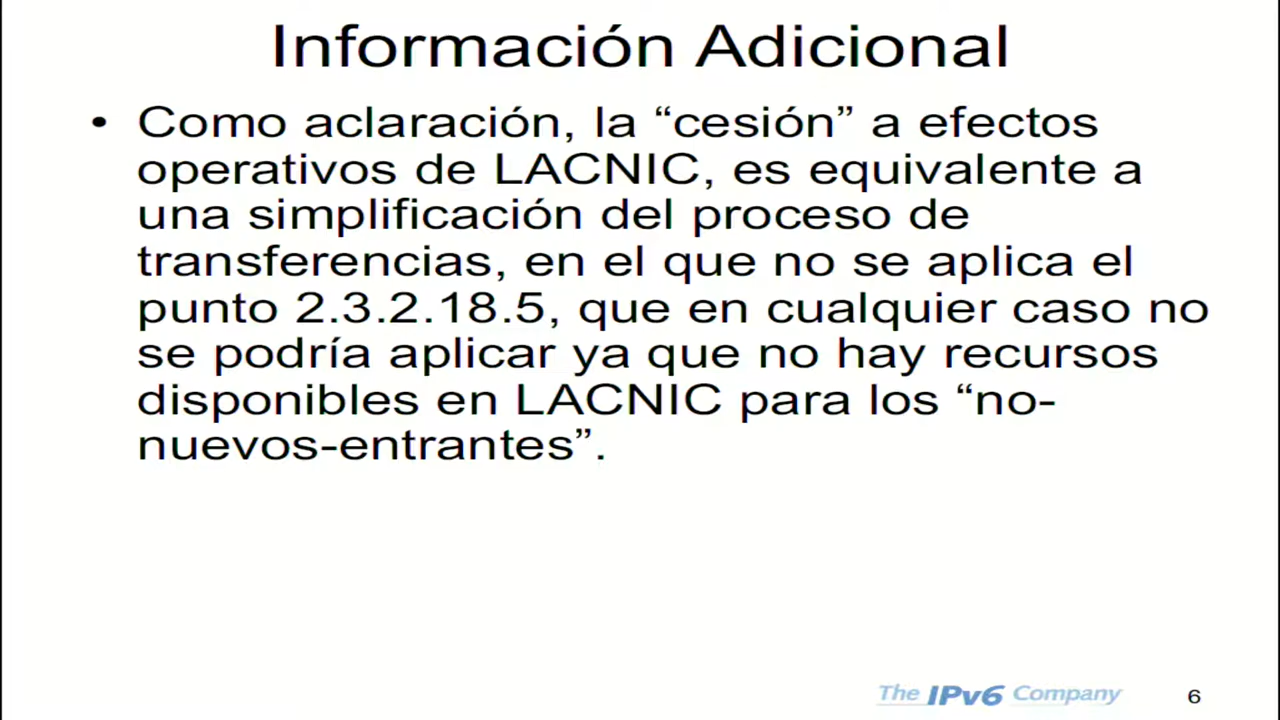 Información Adicional
• Como aclaración, la “cesión” a efectos
operativos de LACNIC, es equivalente a
una simplificación del proceso de
transferencias, en el que no se aplica el
punto 2.3.2.18.5, que en cualquier caso no
se podría aplicar ya que no hay recursos
disponibles en LACNIC para los “no-
nuevos-entrantes”.
The IPv6 Company
6